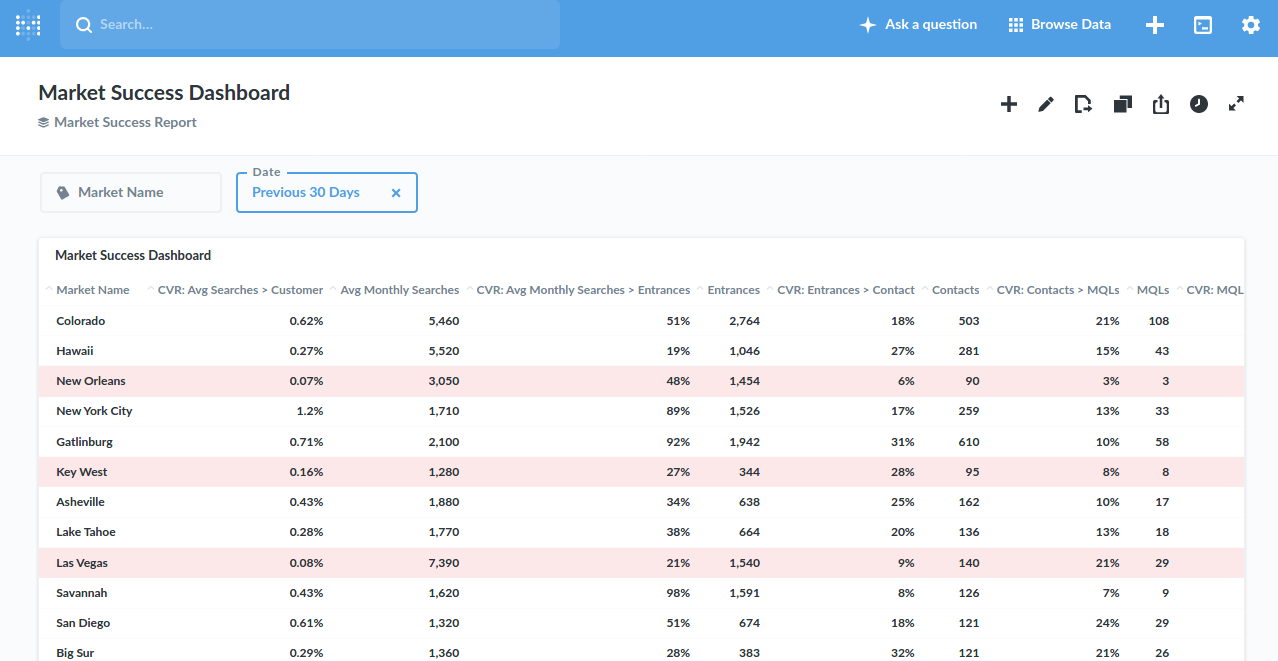 Search...
Ask a question
Browse Data
Market Success Dashboard
Market Success Report
Market Name
Date
Previous 30 Days
Market Success Dashboard
Market Name CVR: Avg Searches > Customer Avg Monthly Searches CVR: Avg Monthly Searches > Entrances Entrances CVR: Entrances > Contact Contacts CVR: Contacts > MQLs MQLs CVR: MQL
Colorado 0.62% 5,460 51% 2,764 18% 503 21% 108
Hawaii 0.27% 5,520 19% 1,046 27% 281 15% 43
New Orleans 0.07% 3,050 48% 1,454 6% 90 3% 3
New York City 1.2% 1,710 89% 1,526 17% 259 13% 33
Gatlinburg 0.71% 2,100 92% 1,942 31% 610 10% 58
Key West 0.16% 1,280 27% 344 28% 95 8% 8
Asheville 0.43% 1,880 34% 638 25% 162 10% 17
Lake Tahoe 0.28% 1,770 38% 664 20% 136 13% 18
Las Vegas 0.08% 7,390 21% 1,540 9% 140 21% 29
Savannah 0.43% 1,620 98% 1,591 8% 126 7% 9
San Diego 0.61% 1,320 51% 674 18% 121 24% 29
Big Sur 0.29% 1,360 28% 383 32% 121 21% 26